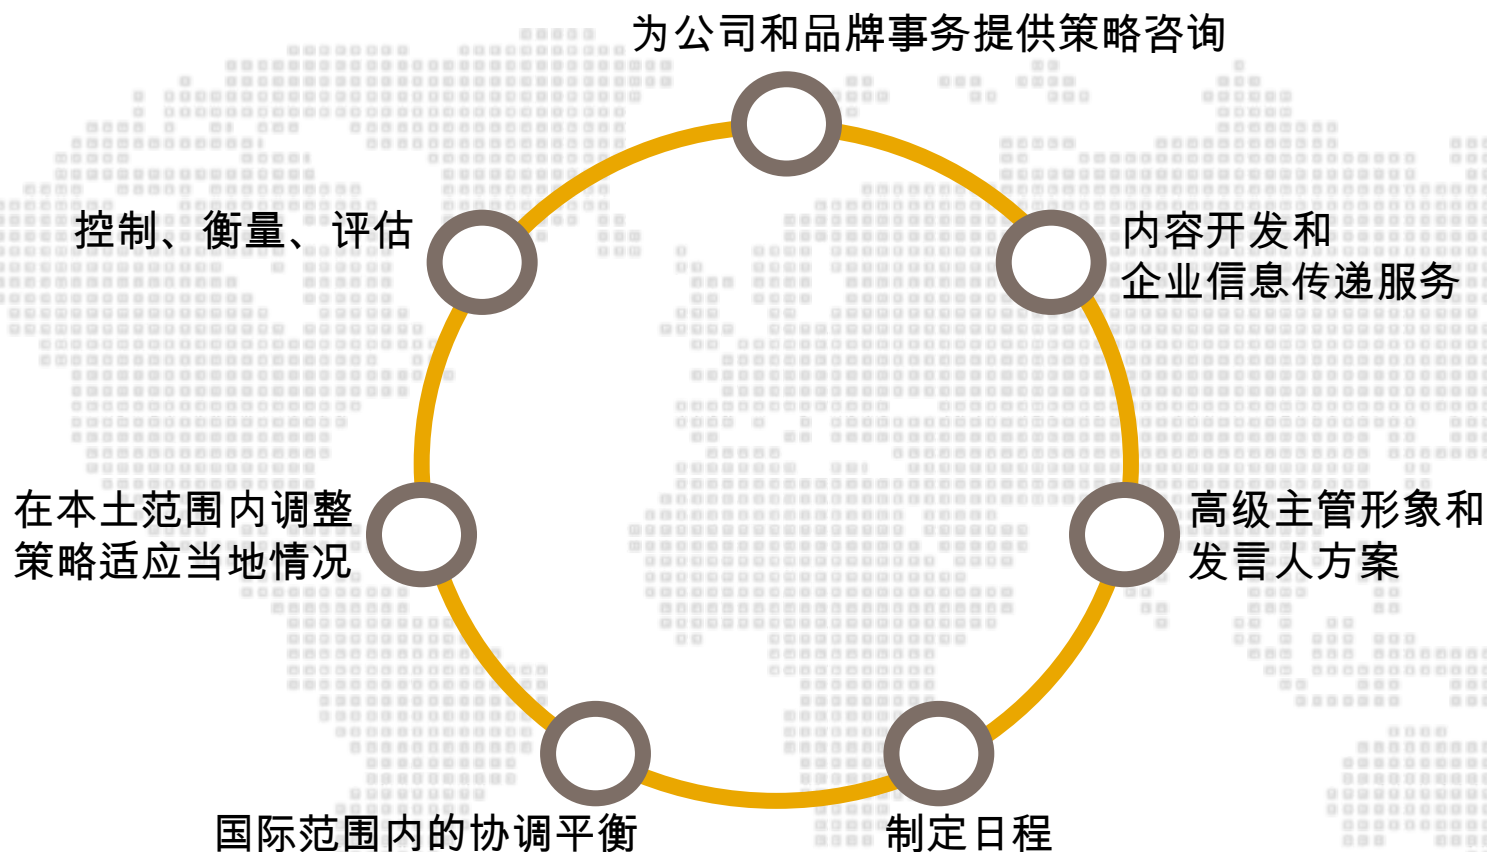 为公司和品牌事务提供策略咨询
控制、衡量、评估
内容开发和
企业信息传递服务
在本土范围内调整
策略适应当地情况
高级主管形象和
发言人方案
国际范围内的协调平衡
制定日程